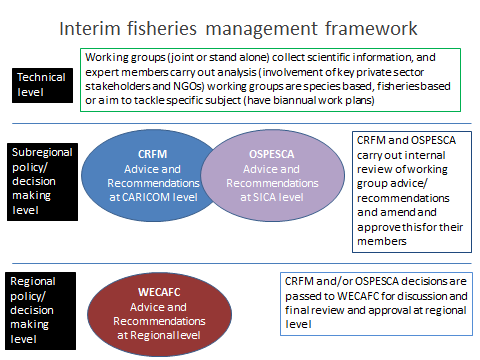 Interim fisheries management framework
Technical
level
Working groups (joint or stand alone) collect scientific information, and
expert members carry out analysis (involvement of key private sector
stakeholders and NGOs) working groups are species based, fisheries based
or aim to tackle specific subject (have biannual work plans)
Subregional
policy/
decision
making
level
CRFM
Advice and
Recommendations
at CARICOM level
OSPESCA
Advice and
Recommendations
at SICA level
CRFM and OSPESCA
carry out internal
review of working
group advice/
recommendations
and amend and
approve this for their
members
Regional
policy/
decision
making level
WECAFC
Advice and
Recommendations
at Regional level
CRFM and/or OSPESCA decisions are
passed to WECAFC for discussion and
final review and approval at regional
level